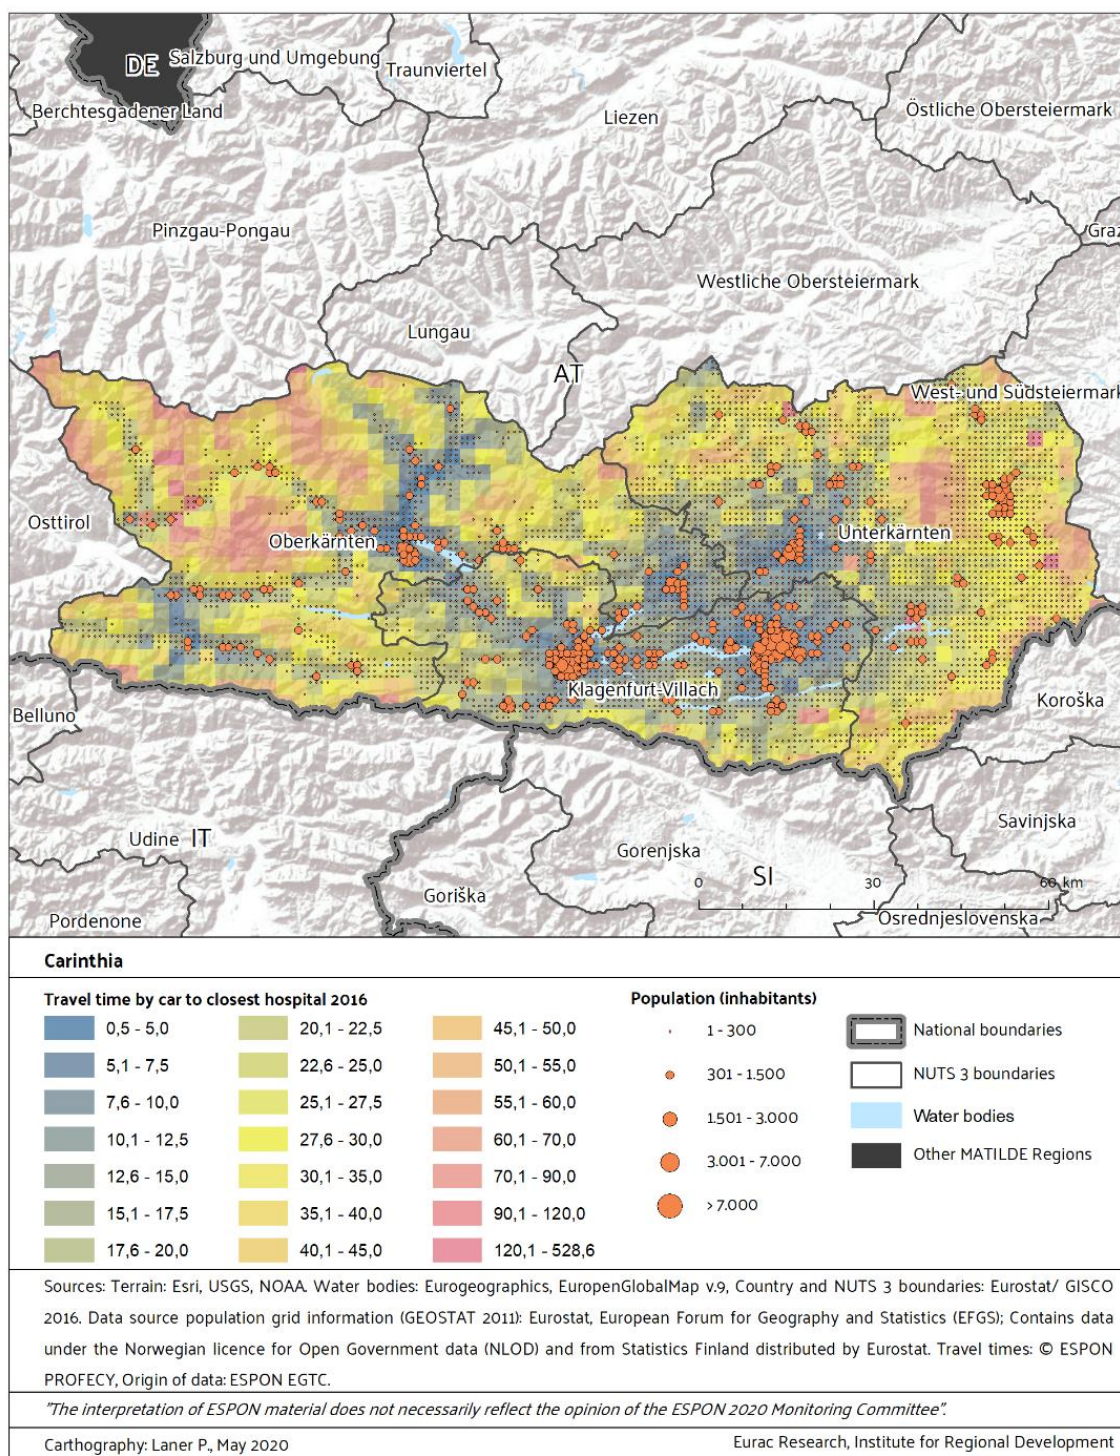 DE
Salzburg und Umgebung
Traunviertel
Berchtesgadener Land
Liezen
Östliche Obersteiermark
Pinzgau-Pongau
Graz
Westliche Obersteiermark
Lungau
AT
West- und Südsteiermark
Osttirol
Oberkärnten
Unterkärnten
Klagenfurt-Villach
Belluno
Koroška
Udine IT
Savinjska
Gorenjska
SI
Goriška
0 30 60 km
Pordenone
Osrednjeslovenska
Carinthia
Travel time by car to closest hospital 2016
0,5 - 5,0
5,1 - 7,5
7,6 - 10,0
10,1 - 12,5
12,6 - 15,0
15,1 - 17,5
17,6 - 20,0
20,1 - 22,5
22,6 - 25,0
25,1 - 27,5
27,6 - 30,0
30,1 - 35,0
35,1 - 40,0
40,1 - 45,0
45,1 - 50,0
50,1 - 55,0
55,1 - 60,0
60,1 - 70,0
70,1 - 90,0
90,1 - 120,0
120,1 - 528,6
Population (inhabitants)
1 - 300
301 - 1.500
1.501 - 3.000
3.001 - 7.000
> 7.000
National boundaries
NUTS 3 boundaries
Water bodies
Other MATILDE Regions
Sources: Terrain: Esri, USGS, NOAA. Water bodies: Eurogeographics, EuropenGlobalMap v.9, Country and NUTS 3 boundaries: Eurostat/ GISCO
2016. Data source population grid information (GEOSTAT 2011): Eurostat, European Forum for Geography and Statistics (EFGS); Contains data
under the Norwegian licence for Open Government data (NLOD) and from Statistics Finland distributed by Eurostat. Travel times: © ESPON
PROFECY, Origin of data: ESPON EGTC.
"The interpretation of ESPON material does not necessarily reflect the opinion of the ESPON 2020 Monitoring Committee".
Carthography: Laner P., May 2020
Eurac Research, Institute for Regional Development